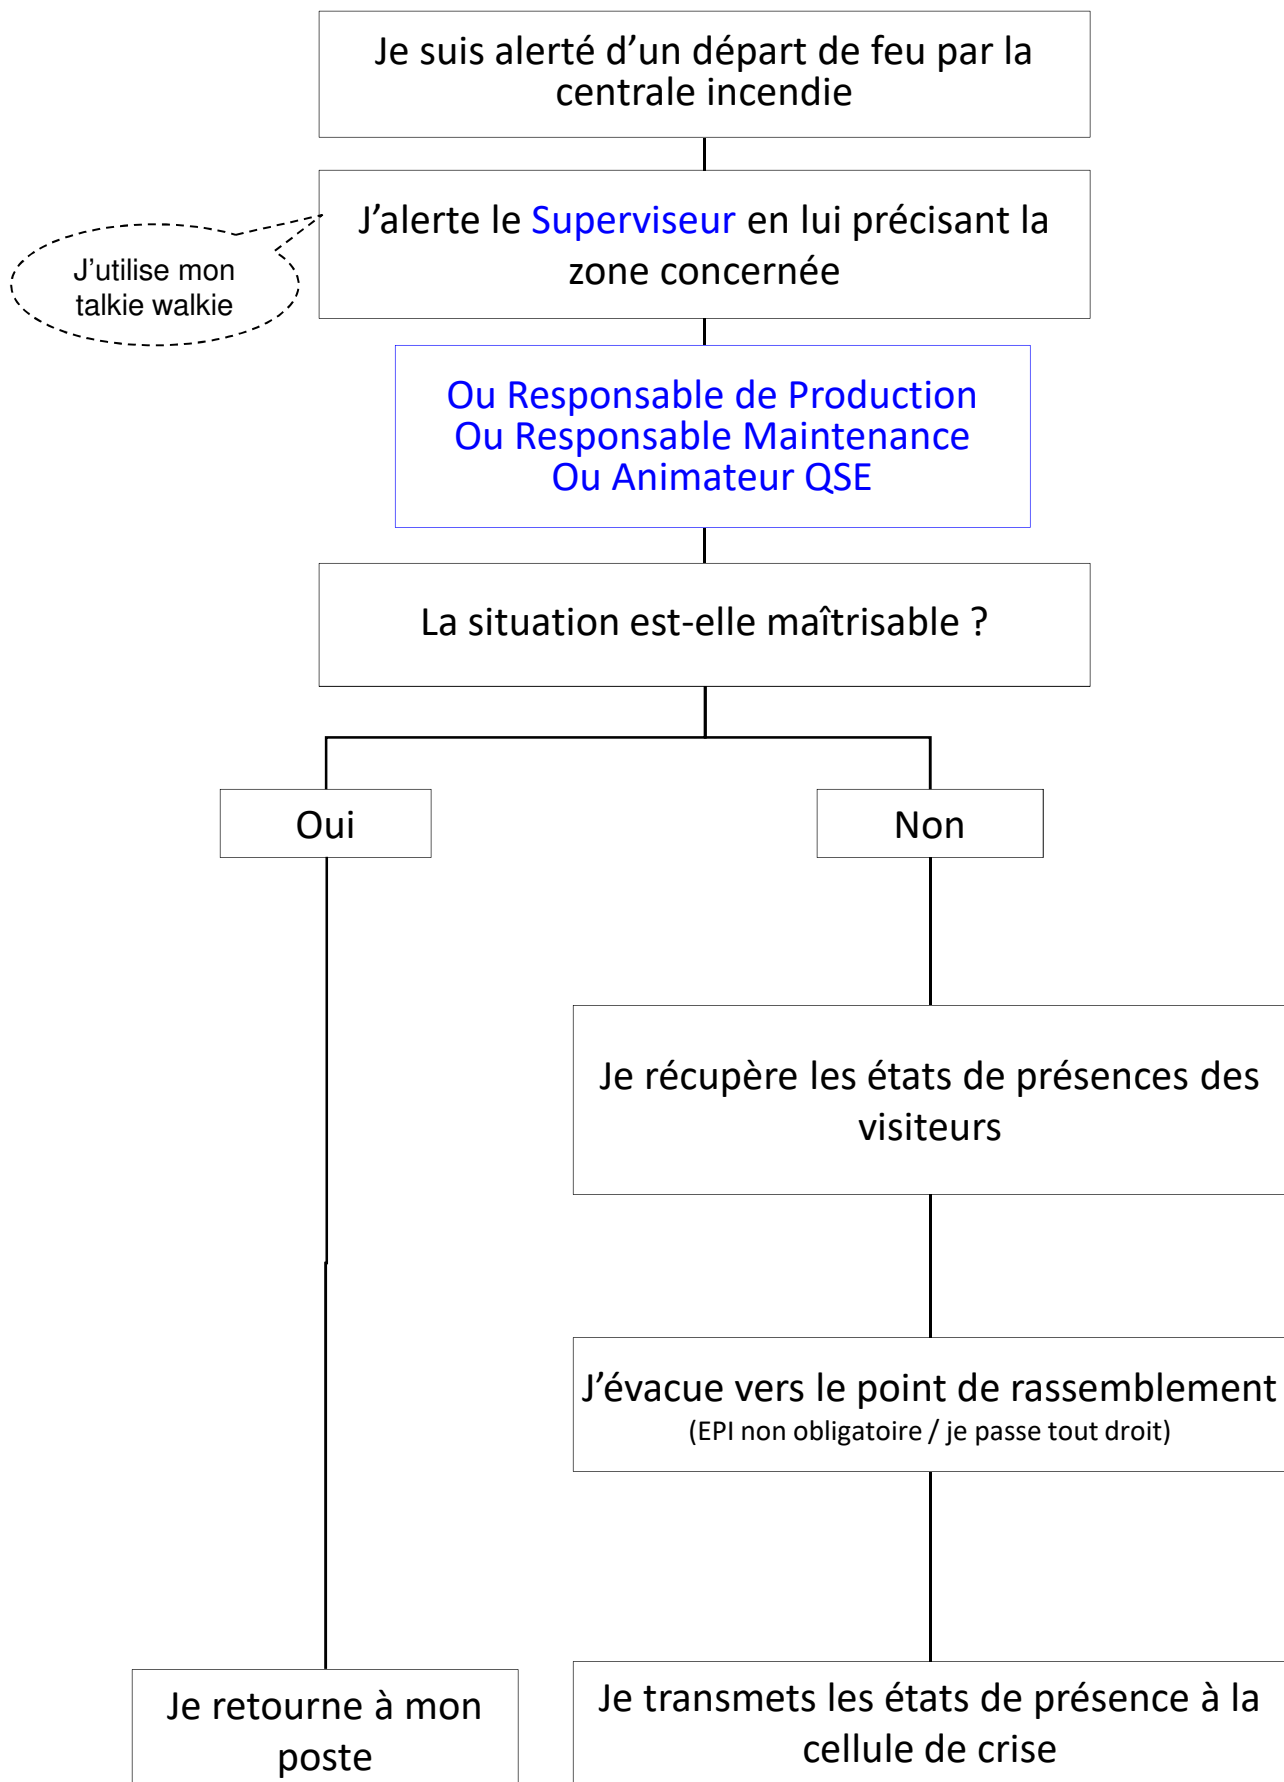 Je suis alerté d’un départ de feu par la
centrale incendie
J’alerte le Superviseur en lui précisant la
zone concernée
J’utilise mon
talkie walkie
Ou Responsable de Production
Ou Responsable Maintenance
Ou Animateur QSE
La situation est-elle maîtrisable ?
Oui
Non
Je récupère les états de présences des
visiteurs
J’évacue vers le point de rassemblement
(EPI non obligatoire / je passe tout droit)
Je retourne à mon
poste
Je transmets les états de présence à la
cellule de crise